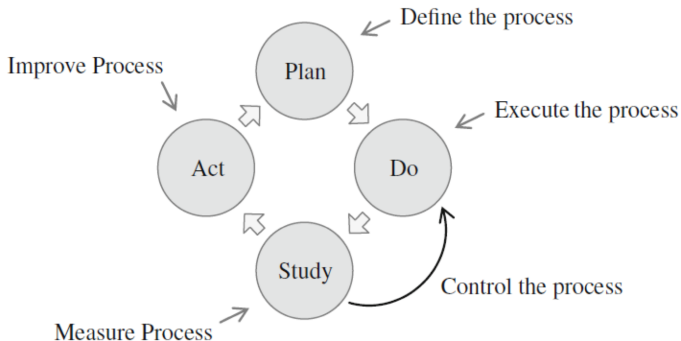 Define the process
Plan
Improve Process
Execute the process
Act
Do
Study
Control the process
Measure Process